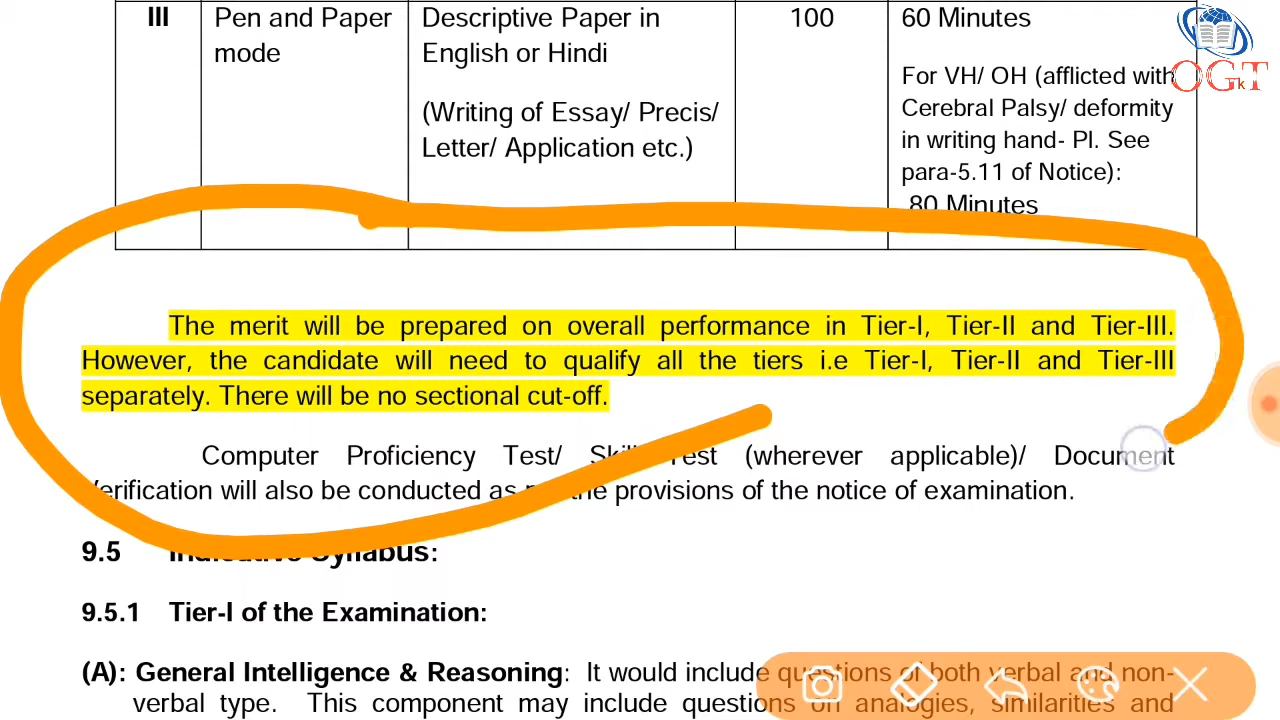 III Pen and Paper mode Descriptive Paper in English or Hindi 100 60 Minutes
(Writing of Essay/ Precis/ Letter/ Application etc.)
For VH/ OH (afflicted with
Cerebral Palsy/ deformity
in writing hand- Pl. See
para-5.11 of Notice):
80 Minutes
OGT
k
The merit will be prepared on overall performance in Tier-I, Tier-II and Tier-III.
However, the candidate will need to qualify all the tiers i.e Tier-I, Tier-II and Tier-III
separately. There will be no sectional cut-off.
Computer Proficiency Test/ Skill Test (wherever applicable)/ Document
Verification will also be conducted as per the provisions of the notice of examination.
9.5 Indicative Syllabus:
9.5.1 Tier-I of the Examination:
(A): General Intelligence & Reasoning: It would include questions of both verbal and non-
verbal type. This component may include questions on analogies, similarities and